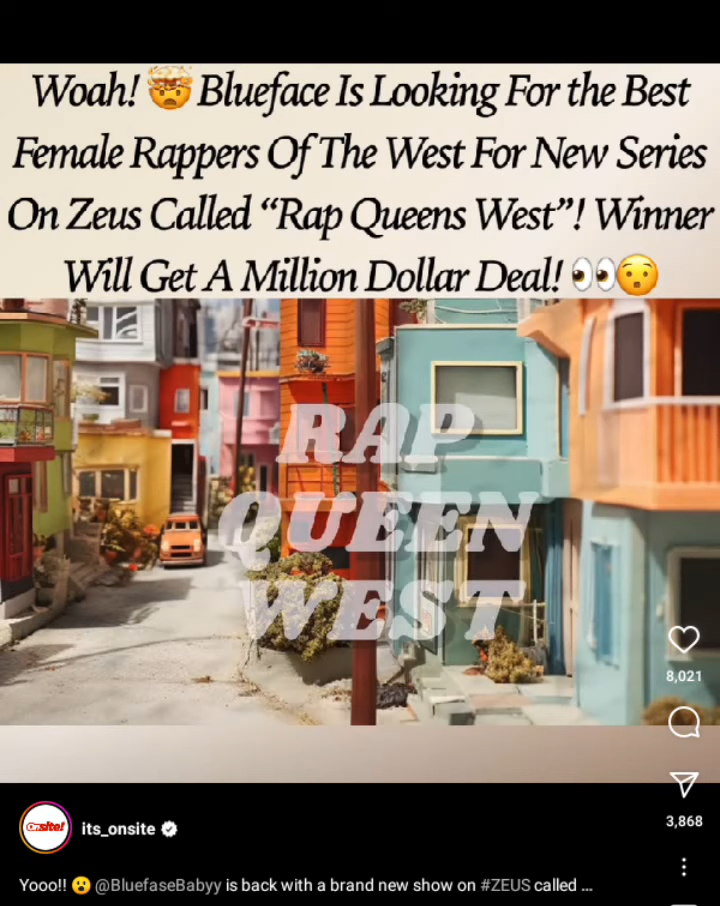 Woah! 🤯 Blueface Is Looking For the Best
Female Rappers Of The West For New Series
On Zeus Called “Rap Queens West”! Winner
Will Get A Million Dollar Deal! 👀😯
RAP
QUEEN
WEST
8,021
3,868
Onsite!
its_onsite
Yooo!! 😮 @BluefaseBabyy is back with a brand new show on #ZEUS called ...